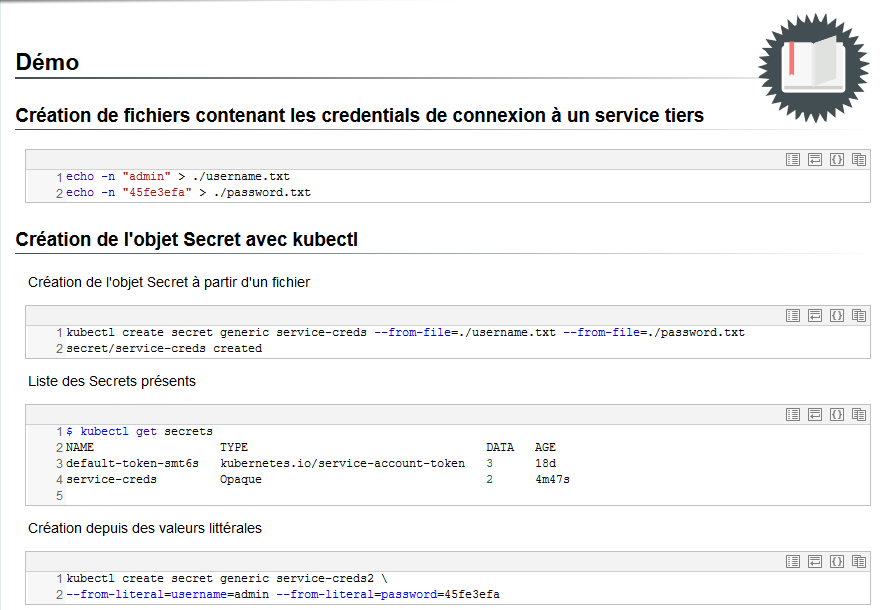 Démo
Création de fichiers contenant les credentials de connexion à un service tiers
1 echo -n "admin" > ./username.txt
2 echo -n "45fe3efa" > ./password.txt
Création de l'objet Secret avec kubectl
Création de l'objet Secret à partir d'un fichier
1 kubectl create secret generic service-creds --from-file=./username.txt --from-file=./password.txt
2 secret/service-creds created
Liste des Secrets présents
1 $ kubectl get secrets
2 NAME TYPE DATA AGE
3 default-token-smt6s kubernetes.io/service-account-token 3 18d
4 service-creds Opaque 2 4m47s
5
Création depuis des valeurs littérales
1 kubectl create secret generic service-creds2 \
2 --from-literal=username=admin --from-literal=password=45fe3efa